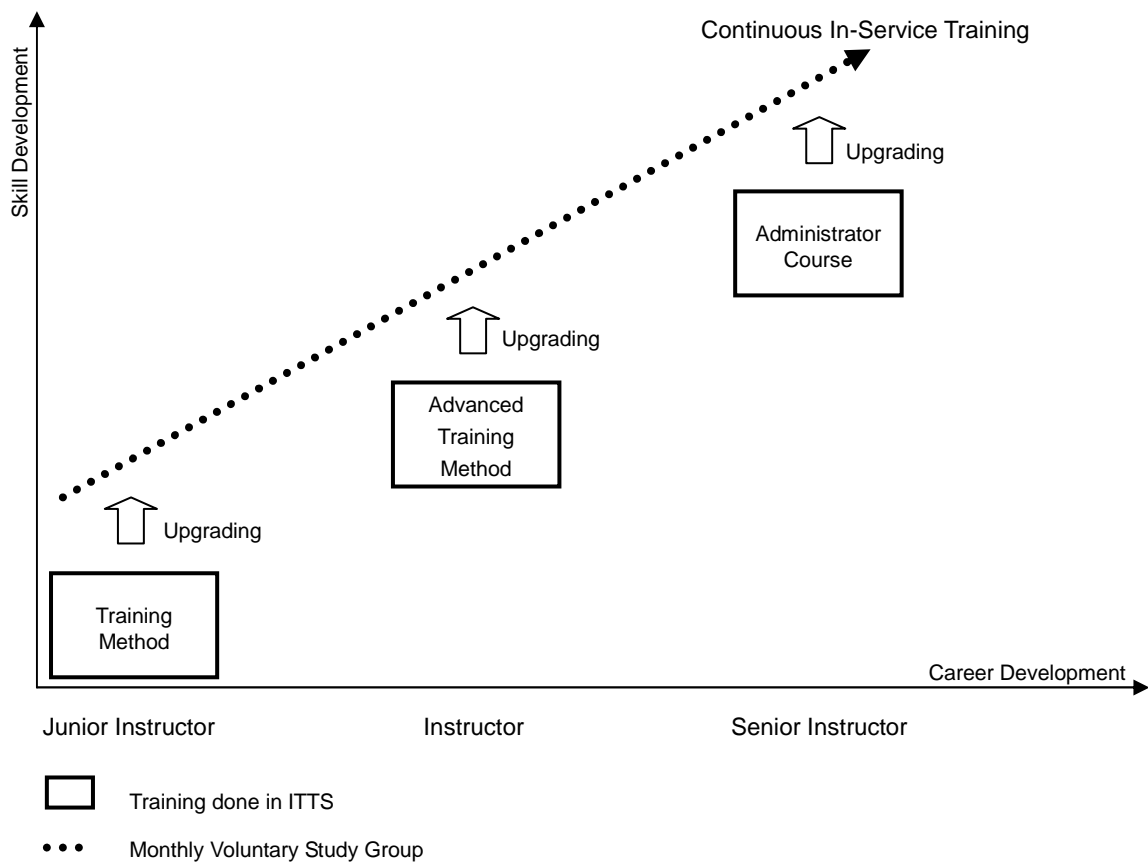 Continuous In-Service Training
Skill Development
Upgrading
Administrator
Course
Upgrading
Advanced
Training
Method
Upgrading
Training
Method
Career Development
Junior Instructor
Instructor
Senior Instructor
Training done in ITTS
Monthly Voluntary Study Group